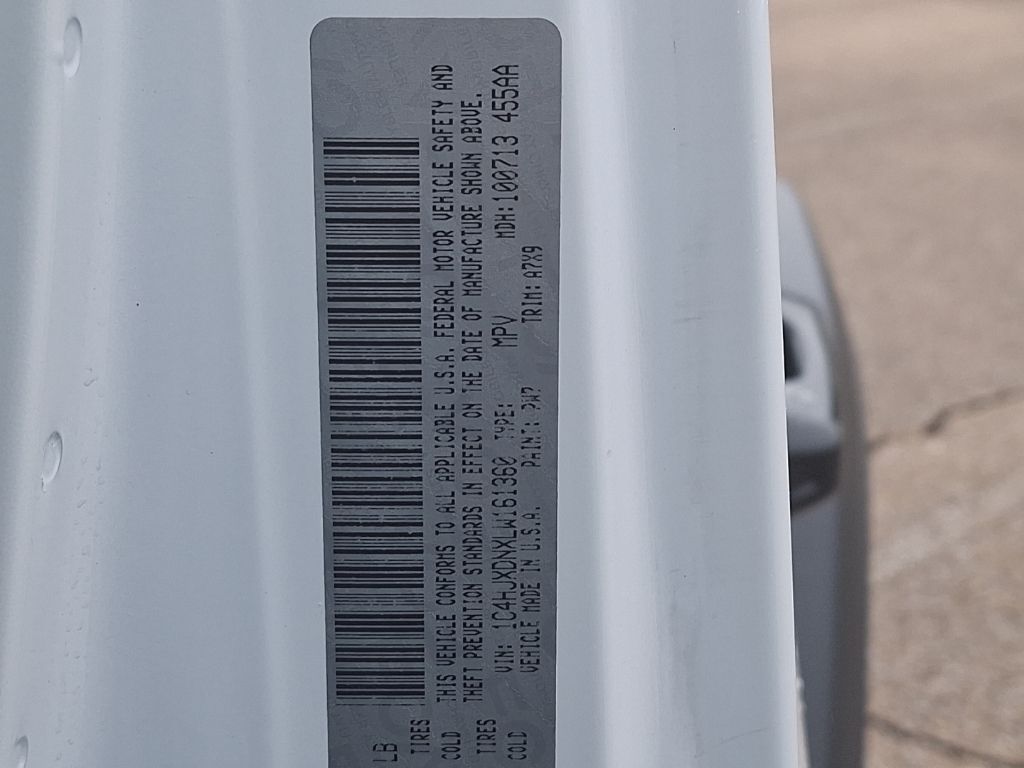 LB
TIRES
COLD
TIRES
COLD
THIS VEHICLE CONFORMS TO ALL APPLICABLE U.S.A. FEDERAL MOTOR VEHICLE SAFETY AND
THEFT PREVENTION STANDARDS IN EFFECT ON THE DATE OF MANUFACTURE SHOWN ABOVE.
VIN: 1C4HJXDNXLW161360 TYPE: MPV MDH:100713 455AA
VEHICLE MADE IN U.S.A. PAINT: PW7 TRIM: A7X9